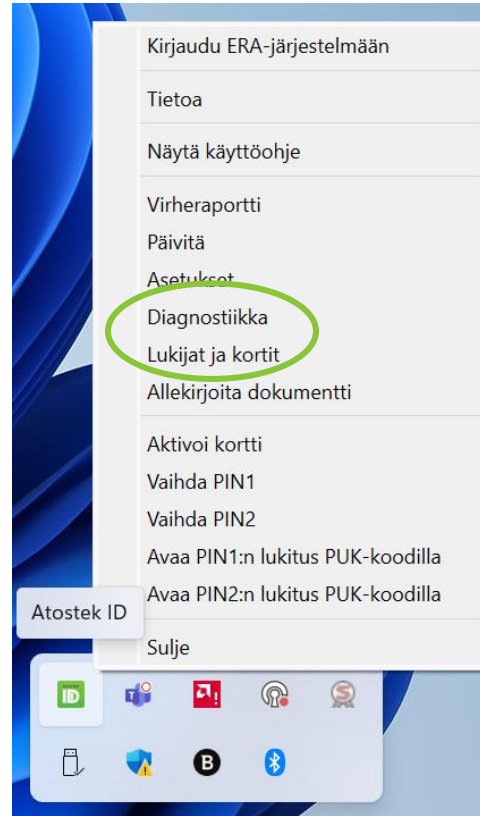 Kirjaudu ERA-järjestelmään
Tietoa
Näytä käyttöohje
Virheraportti
Päivitä
Asetukset
Diagnostiikka
Lukijat ja kortit
Allekirjoita dokumentti
Aktivoi kortti
Vaihda PIN1
Vaihda PIN2
Avaa PIN1:n lukitus PUK-koodilla
Avaa PIN2:n lukitus PUK-koodilla
Atostek ID
Sulje
ID
B